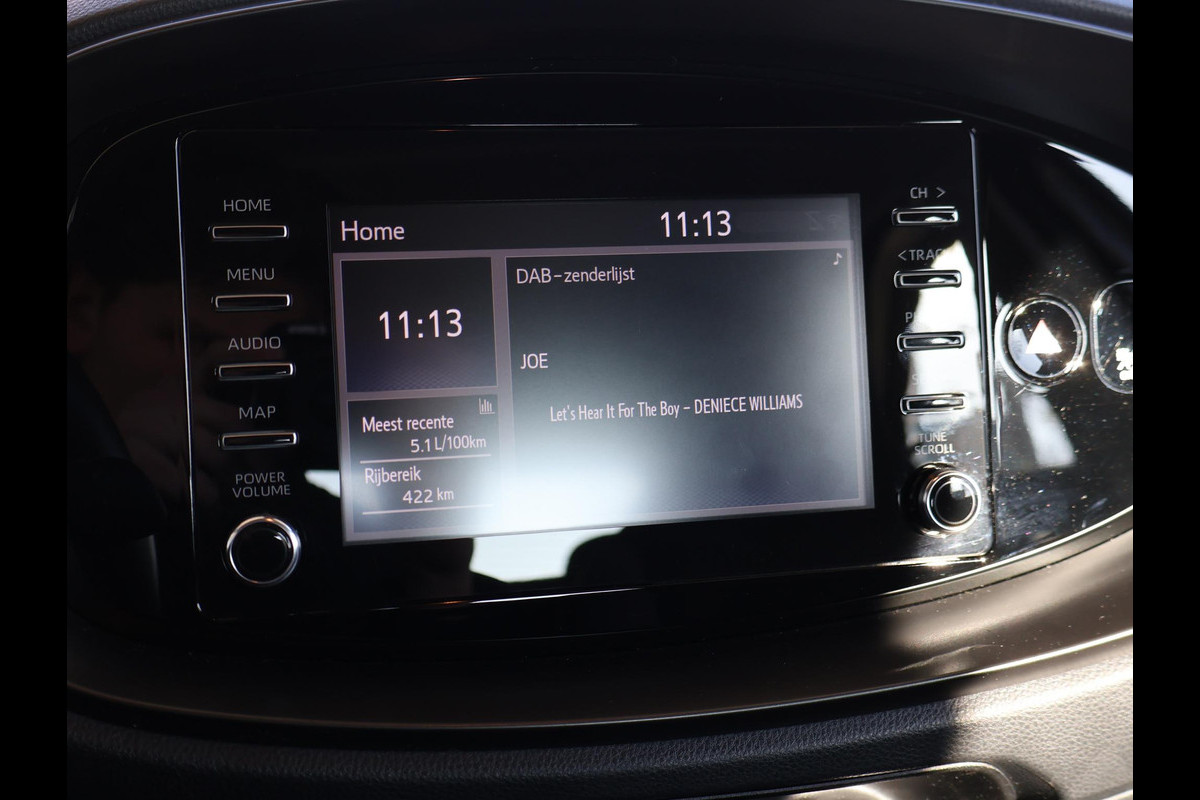 HOME
MENU
AUDIO
MAP
POWER
VOLUME
Home 11:13
11:13
Meest recente
5.1 L/100km
Rijbereik
422 km
DAB-zenderlijst
JOE
Let's Hear It For The Boy - DENIECE WILLIAMS
CH >
TUNE
SCROLL